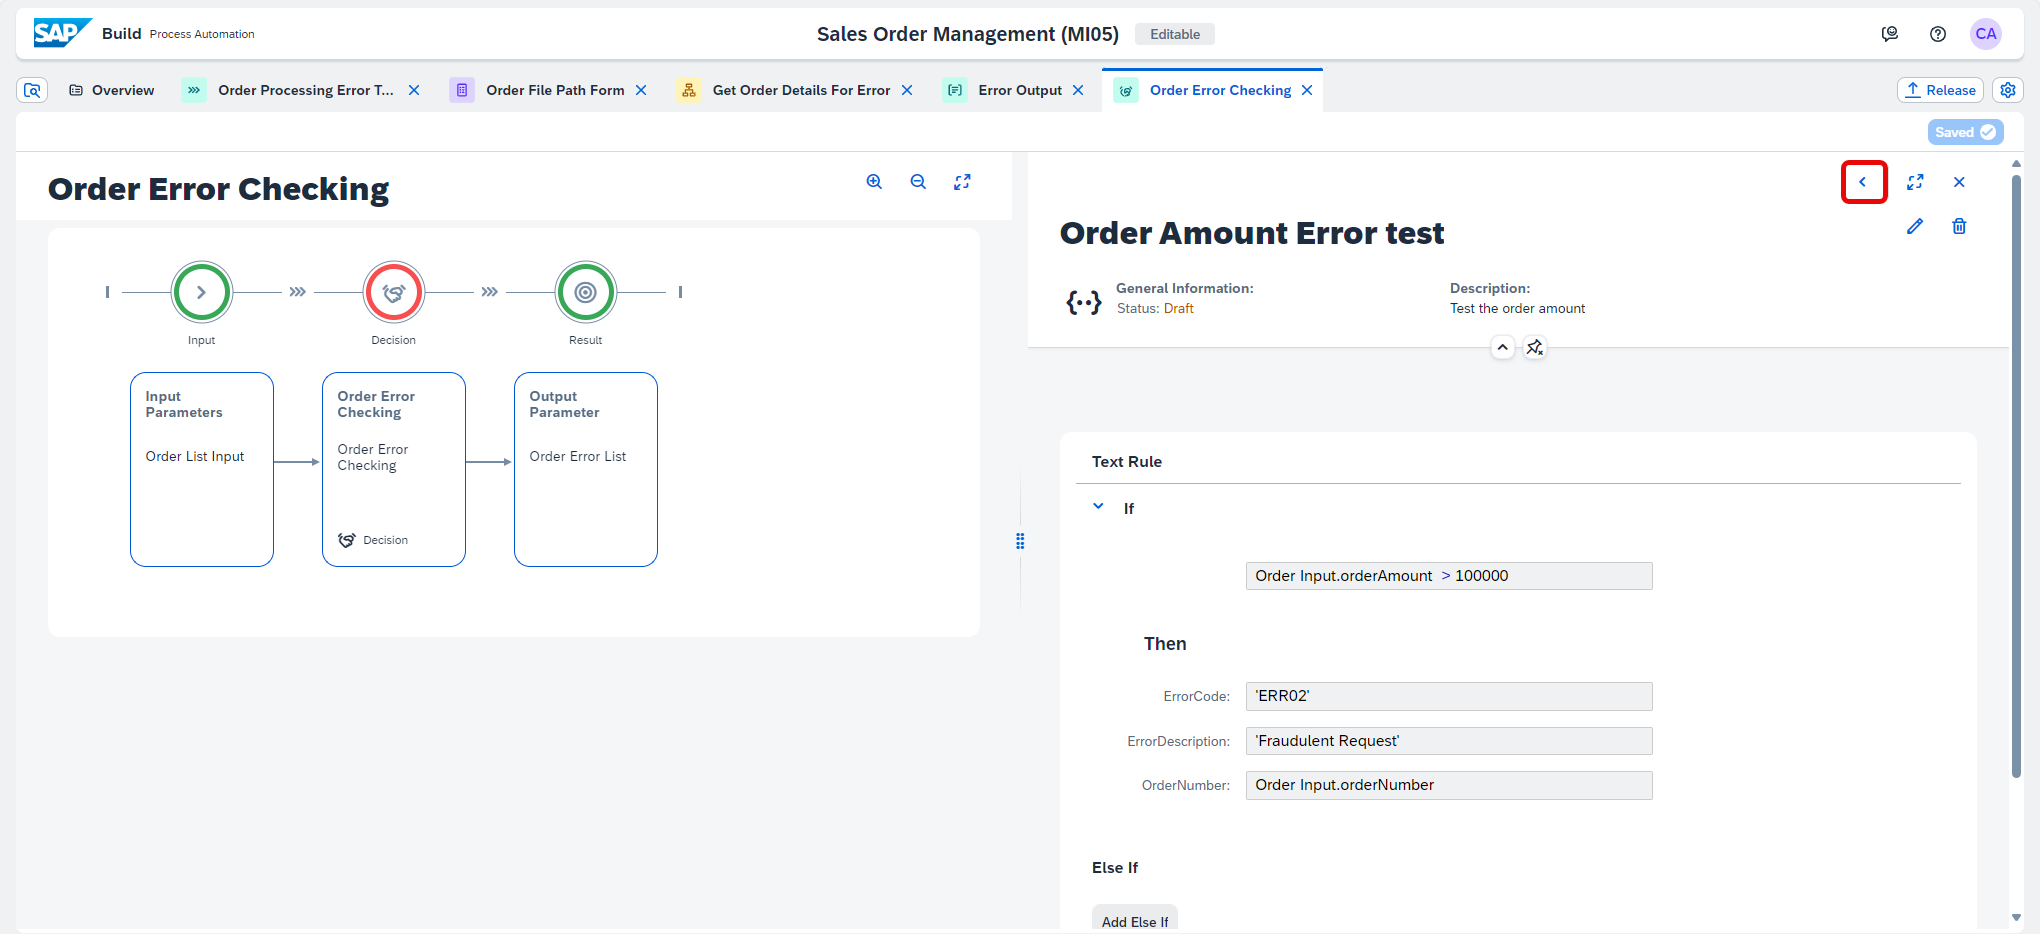 SAP Build Process Automation
Sales Order Management (MI05) Editable
CA
Overview
Order Processing Error T...
Order File Path Form
Get Order Details For Error
Error Output
Order Error Checking
Release
Saved
Order Error Checking
Input
Decision
Result
Input
Parameters
Order List Input
Order Error
Checking
Order Error
Checking
Decision
Output
Parameter
Order Error List
Order Amount Error test
General Information:
Status: Draft
Description:
Test the order amount
Text Rule
If
Order Input.orderAmount > 100000
Then
ErrorCode: 'ERR02'
ErrorDescription: 'Fraudulent Request'
OrderNumber: Order Input.orderNumber
Else If
Add Else If